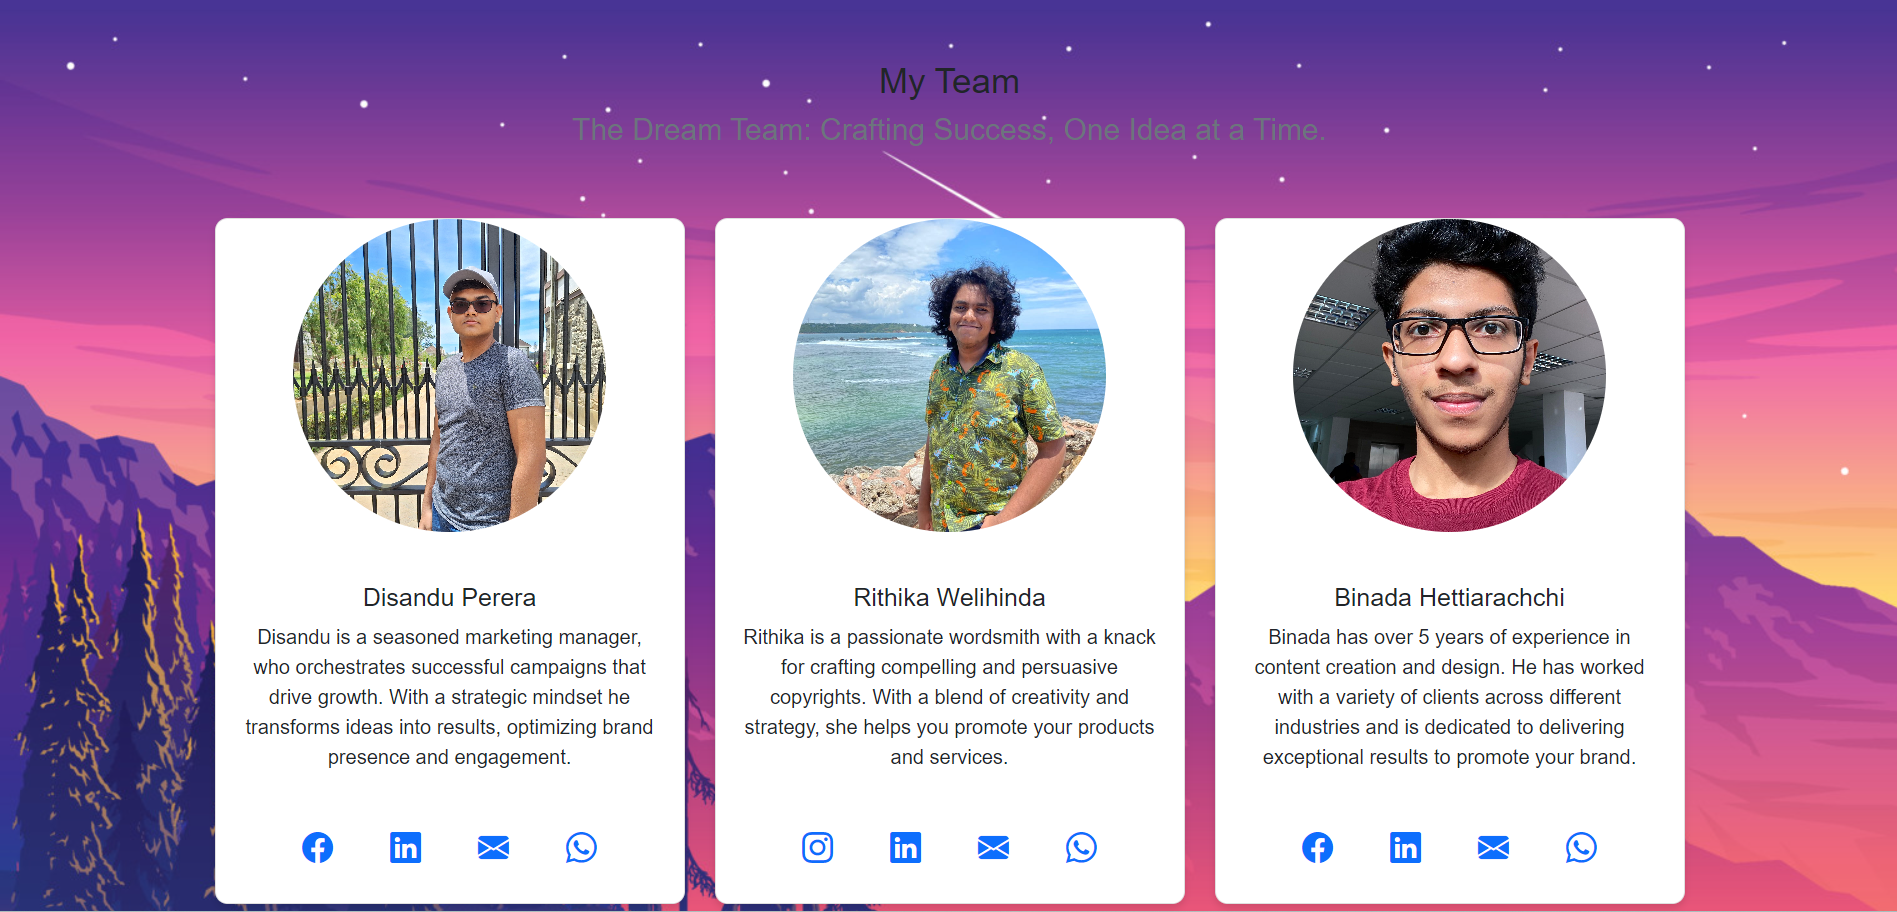 My Team
The Dream Team: Crafting Success, One Idea at a Time.
Disandu Perera
Disandu is a seasoned marketing manager,
who orchestrates successful campaigns that
drive growth. With a strategic mindset he
transforms ideas into results, optimizing brand
presence and engagement.
Rithika Welihinda
Rithika is a passionate wordsmith with a knack
for crafting compelling and persuasive
copyrights. With a blend of creativity and
strategy, she helps you promote your products
and services.
Binada Hettiarachchi
Binada has over 5 years of experience in
content creation and design. He has worked
with a variety of clients across different
industries and is dedicated to delivering
exceptional results to promote your brand.